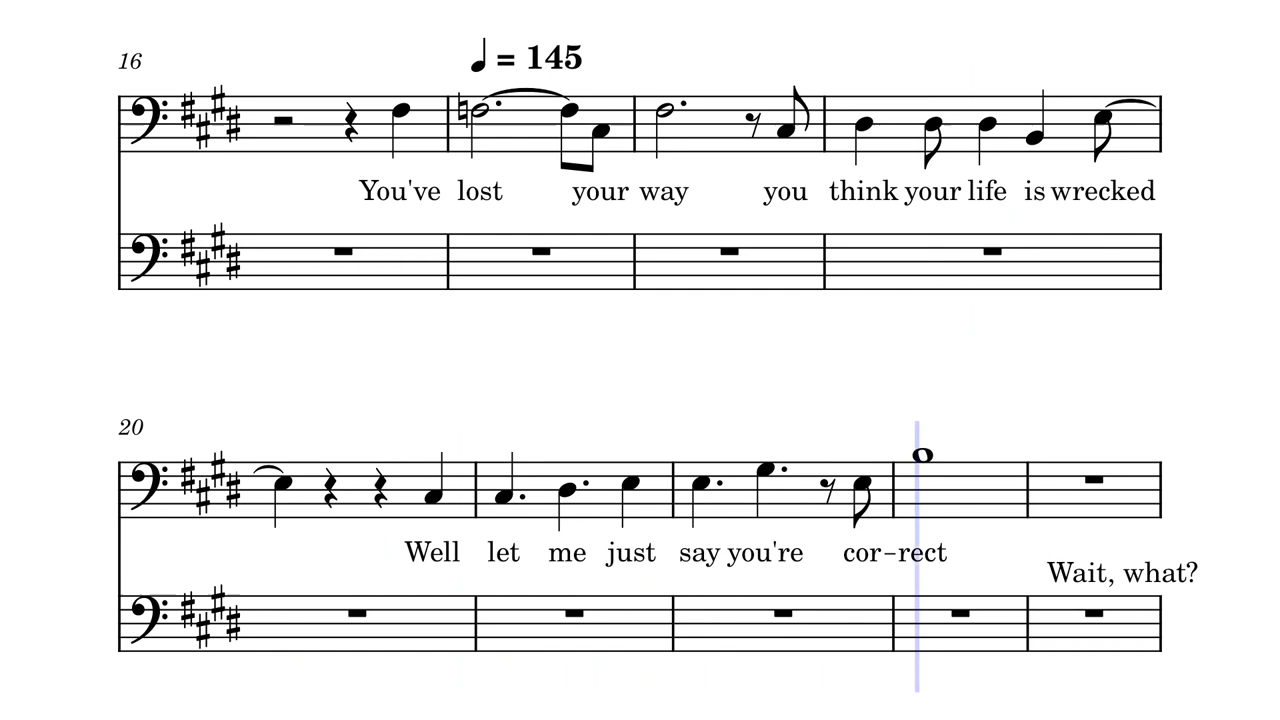 16
♩ = 145
You've lost your way you think your life is wrecked
20
Well let me just say you're cor-rect
Wait, what?